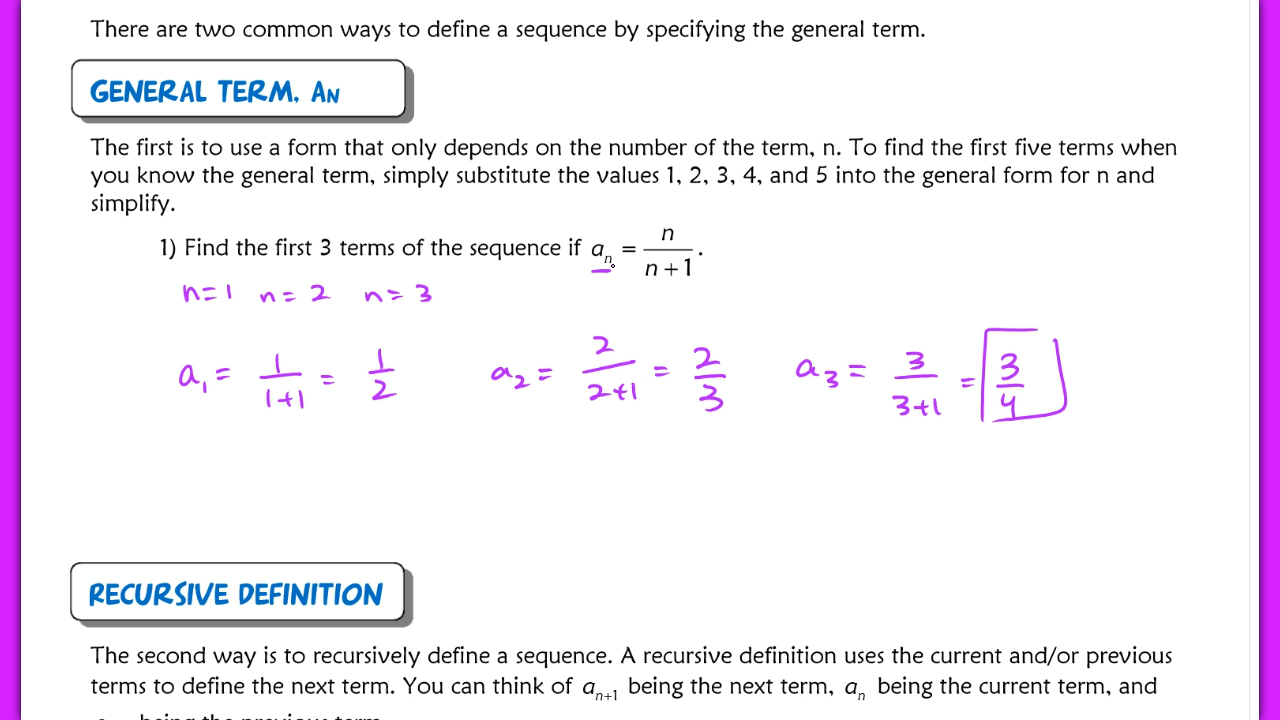 There are two common ways to define a sequence by specifying the general term.
GENERAL TERM, AN
The first is to use a form that only depends on the number of the term, n. To find the first five terms when
you know the general term, simply substitute the values 1, 2, 3, 4, and 5 into the general form for n and
simplify.
1) Find the first 3 terms of the sequence if aₙ = n/(n + 1).
n=1 n=2 n=3
a₁ = 1/(1+1) = 1/2 a₂ = 2/(2+1) = 2/3 a₃ = 3/(3+1) = 3/4
RECURSIVE DEFINITION
The second way is to recursively define a sequence. A recursive definition uses the current and/or previous
terms to define the next term. You can think of aₙ₊₁ being the next term, aₙ being the current term, and
being the previous term